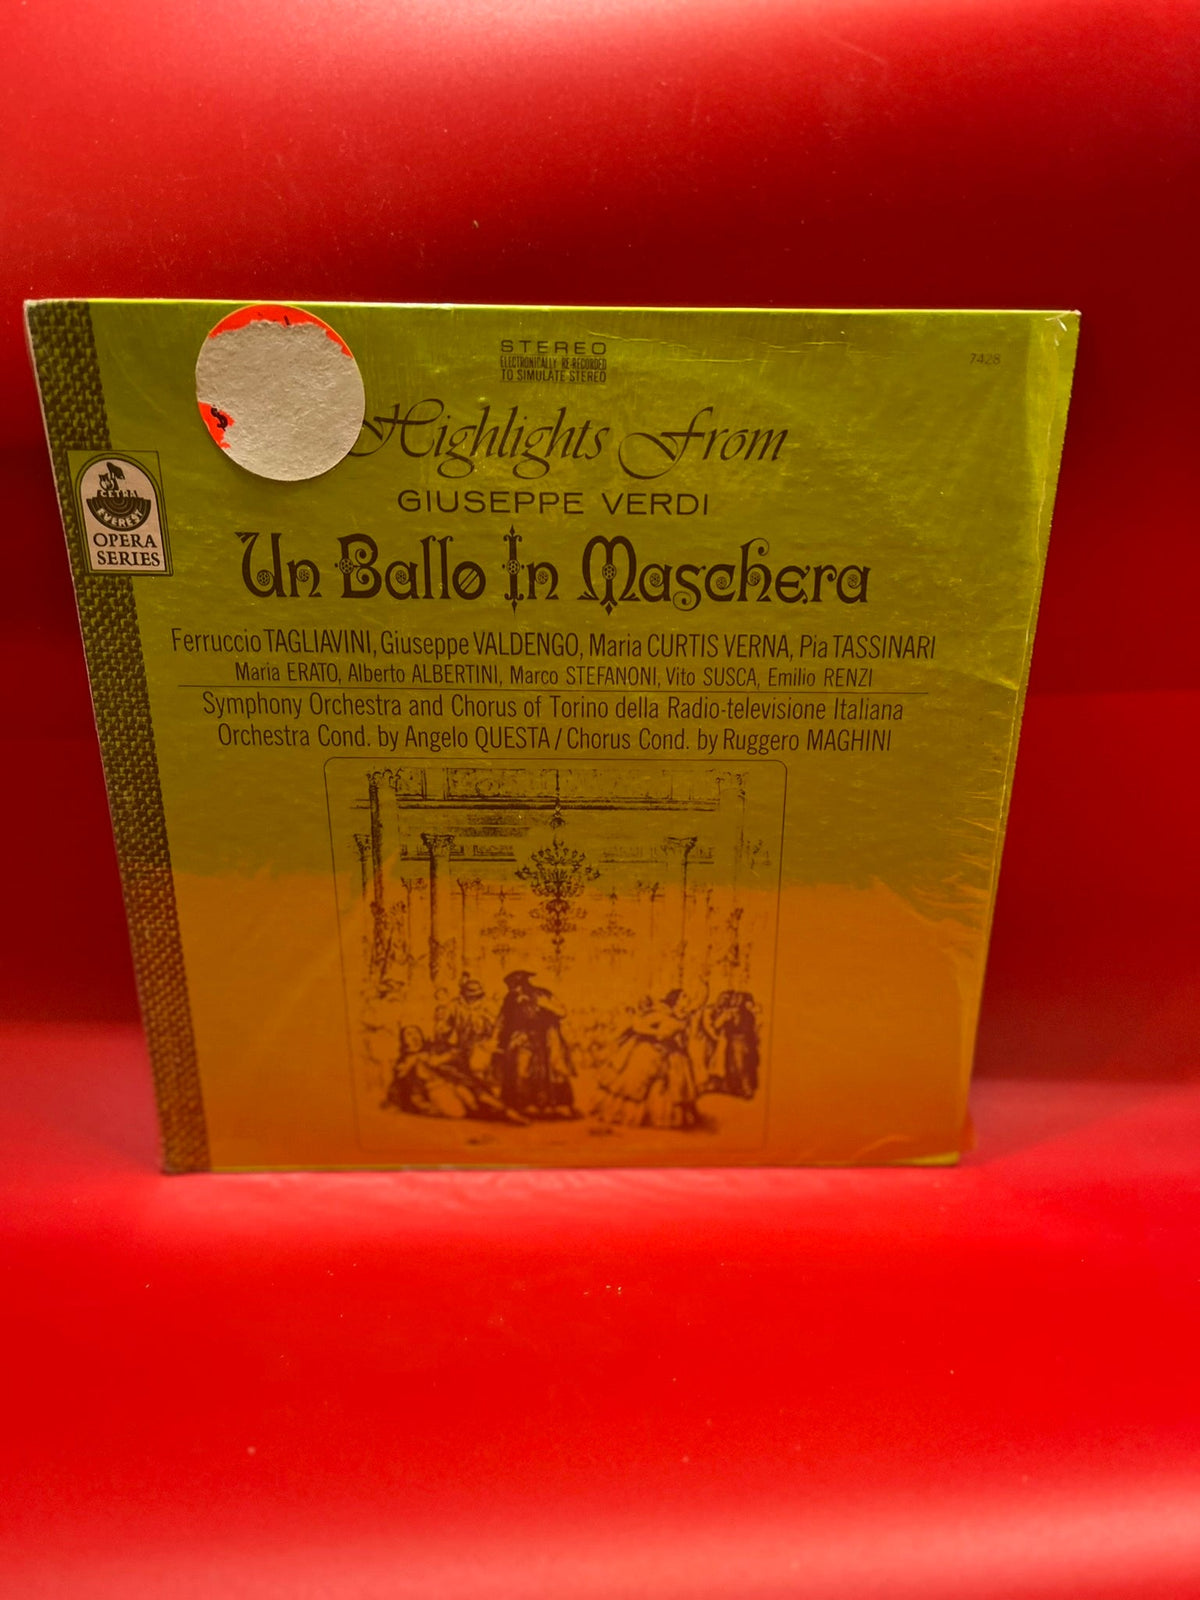 STEREO
ELECTRONICALLY RE-RECORDED
TO SIMULATE STEREO
7428
$
Highlights From
GIUSEPPE VERDI
Un Ballo In Maschera
CETRA
EVEREST
OPERA
SERIES
Ferruccio TAGLIAVINI, Giuseppe VALDENGO, Maria CURTIS VERNA, Pia TASSINARI
Maria ERATO, Alberto ALBERTINI, Marco STEFANONI, Vito SUSCA, Emilio RENZI
Symphony Orchestra and Chorus of Torino della Radio-televisione Italiana
Orchestra Cond. by Angelo QUESTA / Chorus Cond. by Ruggero MAGHINI